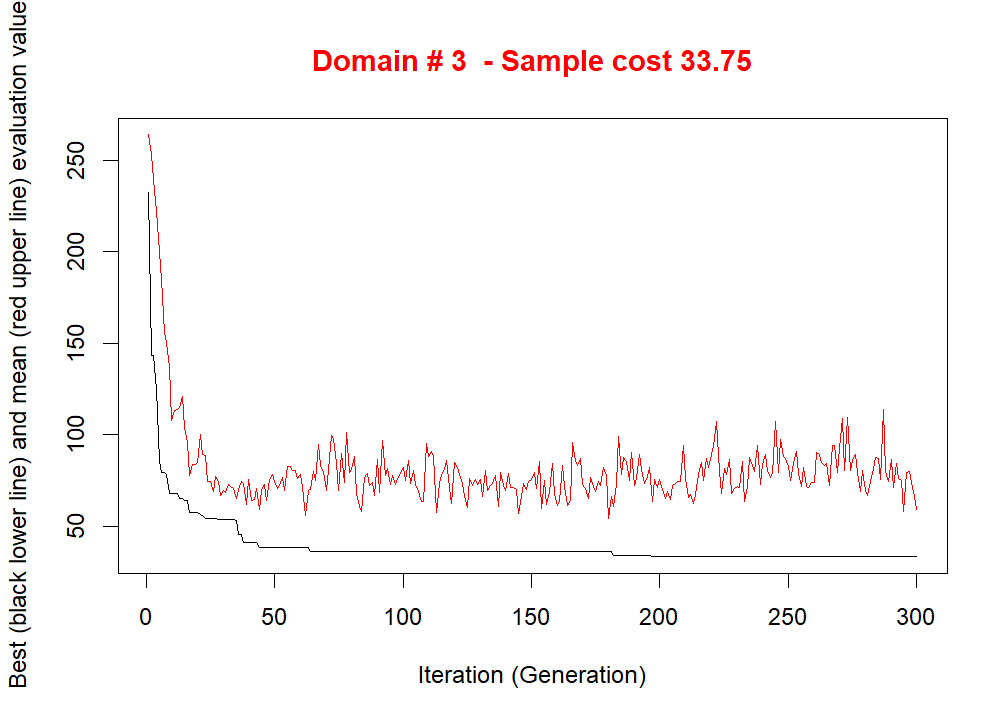 Domain # 3  - Sample cost 33.75
Best (black lower line) and mean (red upper line) evaluation value
250
200
150
100
50
0 50 100 150 200 250 300
Iteration (Generation)